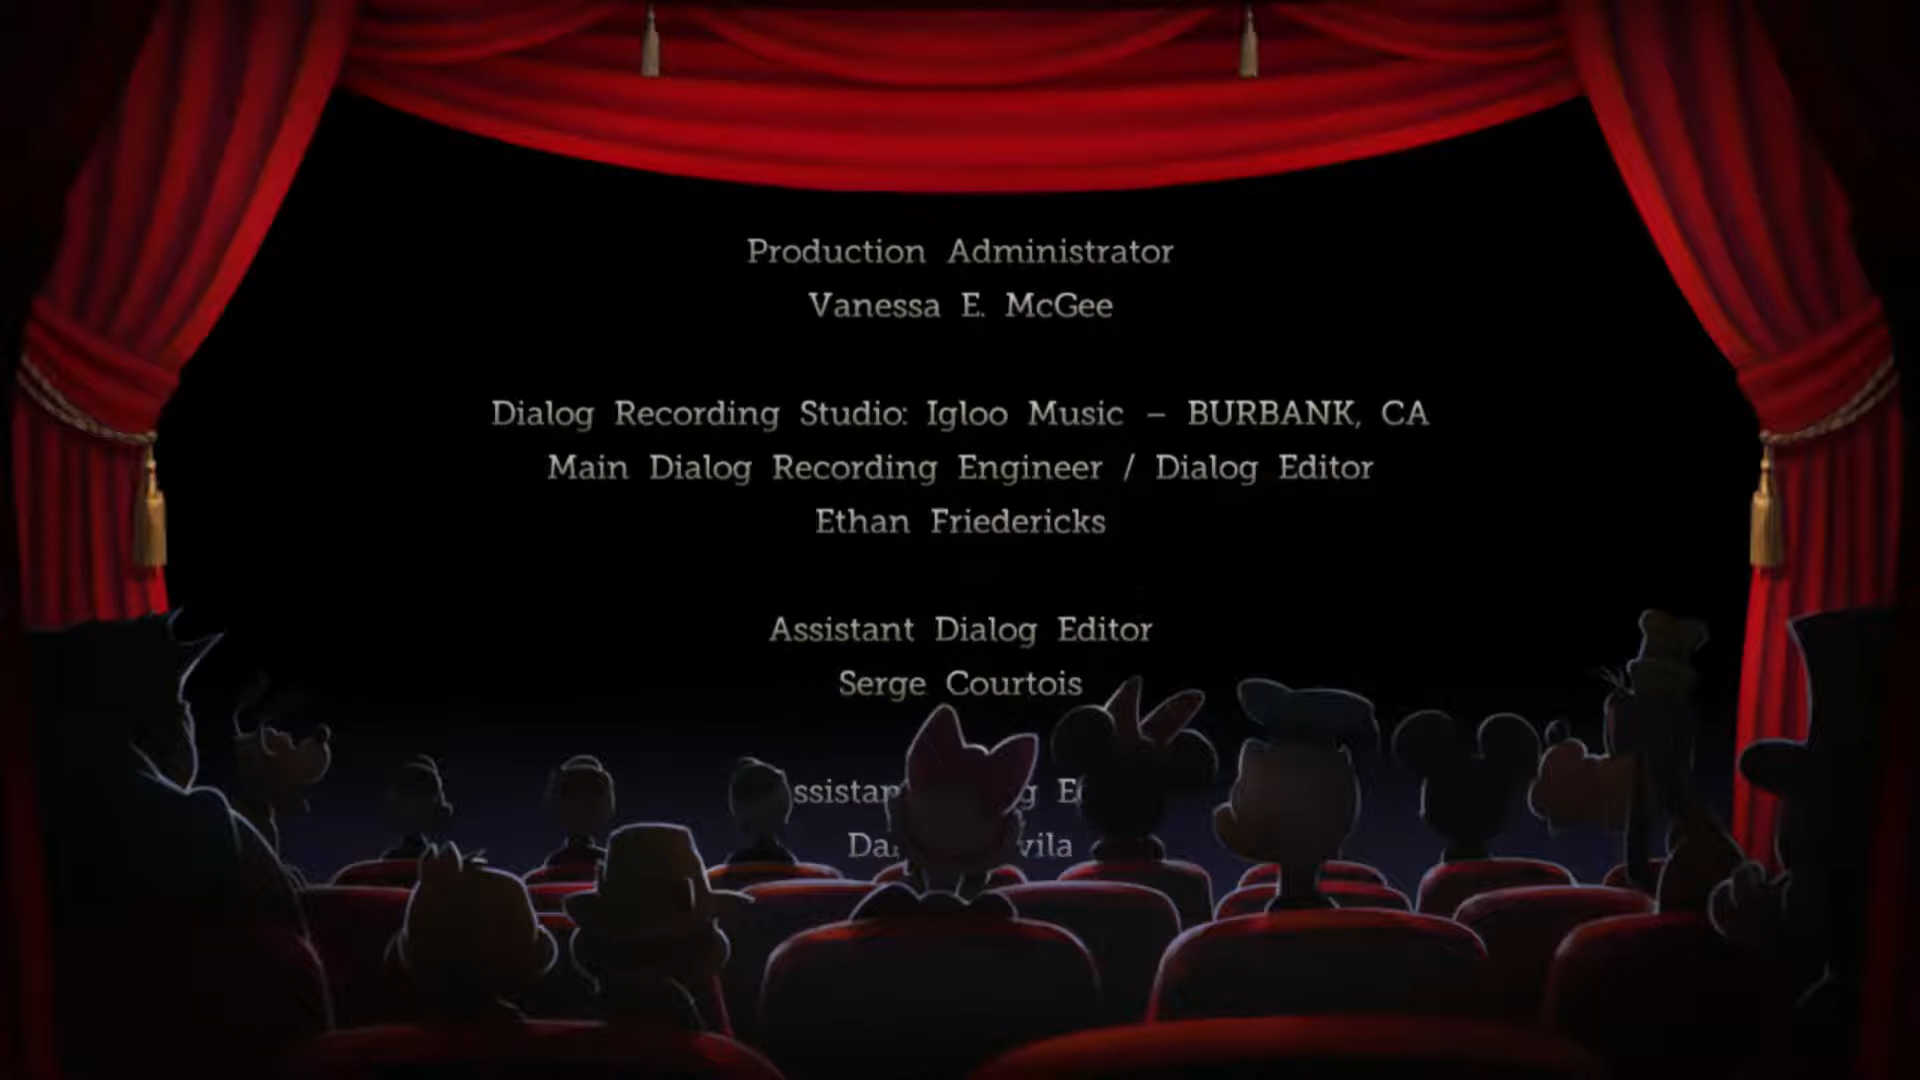 Production Administrator
Vanessa E. McGee
Dialog Recording Studio: Igloo Music – BURBANK, CA
Main Dialog Recording Engineer / Dialog Editor
Ethan Friedericks
Assistant Dialog Editor
Serge Courtois